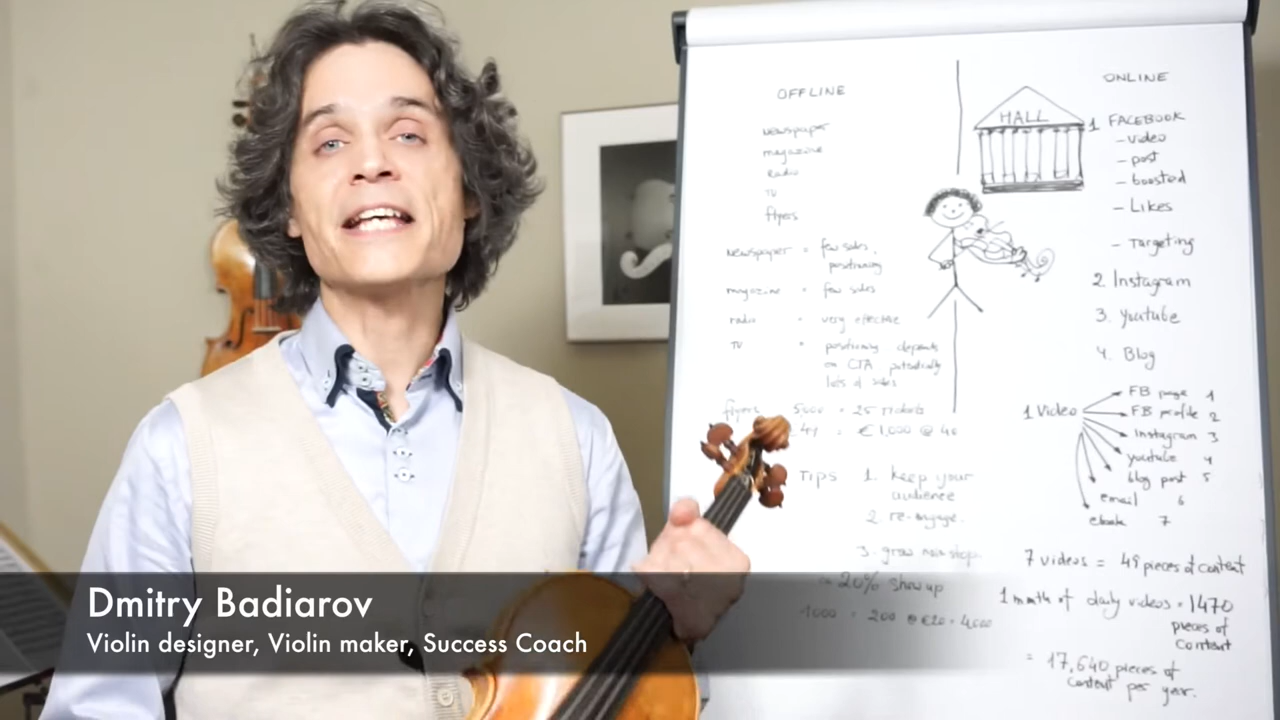 OFFLINE
Newspaper
magazine
Radio
TV
flyers
Newspaper = few sales,
positioning
magazine = few sales
radio = very effective
TV = positioning depends
on CTA potentially
lots of sales
flyers 5,000 = 25 tickets
= €1,000 @ 40
TIPS 1. keep your
audience
2. re-engage.
3. grow non-stop
20% show up
1000 = 200 @ €20 = 4,000
HALL
ONLINE
1 FACEBOOK
- video
- post
- boosted
- Likes
- Targeting
2. Instagram
3. Youtube
4. Blog
1 Video
FB page 1
FB profile 2
Instagram 3
youtube 4
blog post 5
email 6
ebook 7
7 videos = 49 pieces of content
1 month of daily videos = 1470
pieces of
content
= 17,640 pieces of
content per year.
Dmitry Badiarov
Violin designer, Violin maker, Success Coach